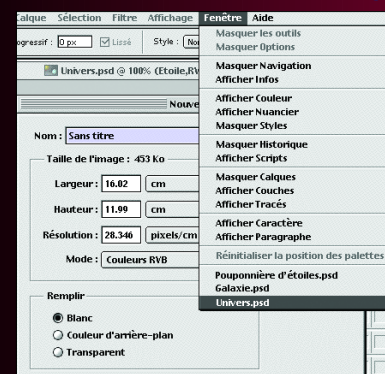 Calque Sélection Filtre Affichage Fenêtre Aide
ogressif : 0 px Lissé Style :
Univers.psd @ 100% (Etoile,RV
Nouve
Nom : Sans titre
Taille de l'image : 453 Ko
Largeur : 16.02 cm
Hauteur : 11.99 cm
Résolution : 28.346 pixels/cm
Mode : Couleurs RVB
Remplir
Blanc
Couleur d'arrière-plan
Transparent
Masquer les outils
Masquer Options
Masquer Navigation
Afficher Infos
Afficher Couleur
Afficher Nuancier
Masquer Styles
Masquer Historique
Afficher Scripts
Masquer Calques
Afficher Couches
Afficher Tracés
Afficher Caractère
Afficher Paragraphe
Réinitialiser la position des palettes
Pouponnière d'étoiles.psd
Galaxie.psd
Univers.psd